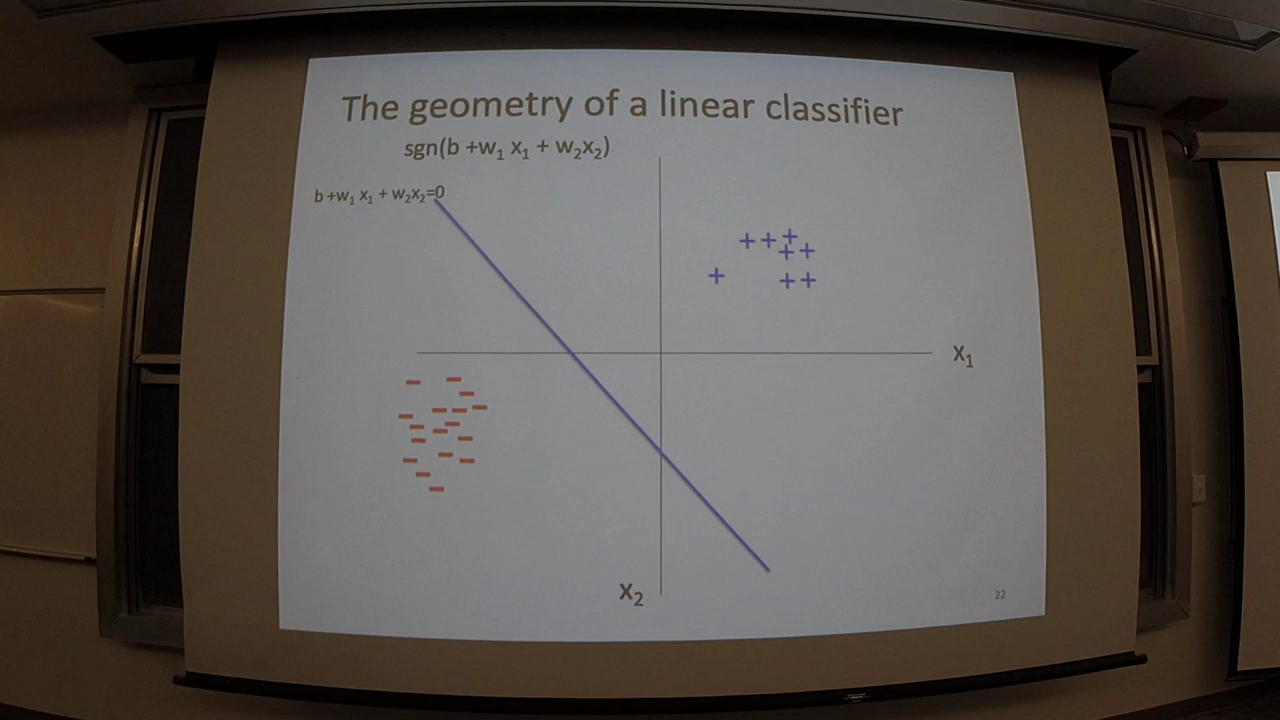 The geometry of a linear classifier
sgn(b +w₁ x₁ + w₂x₂)
b +w₁ x₁ + w₂x₂=0
x₁
x₂
22